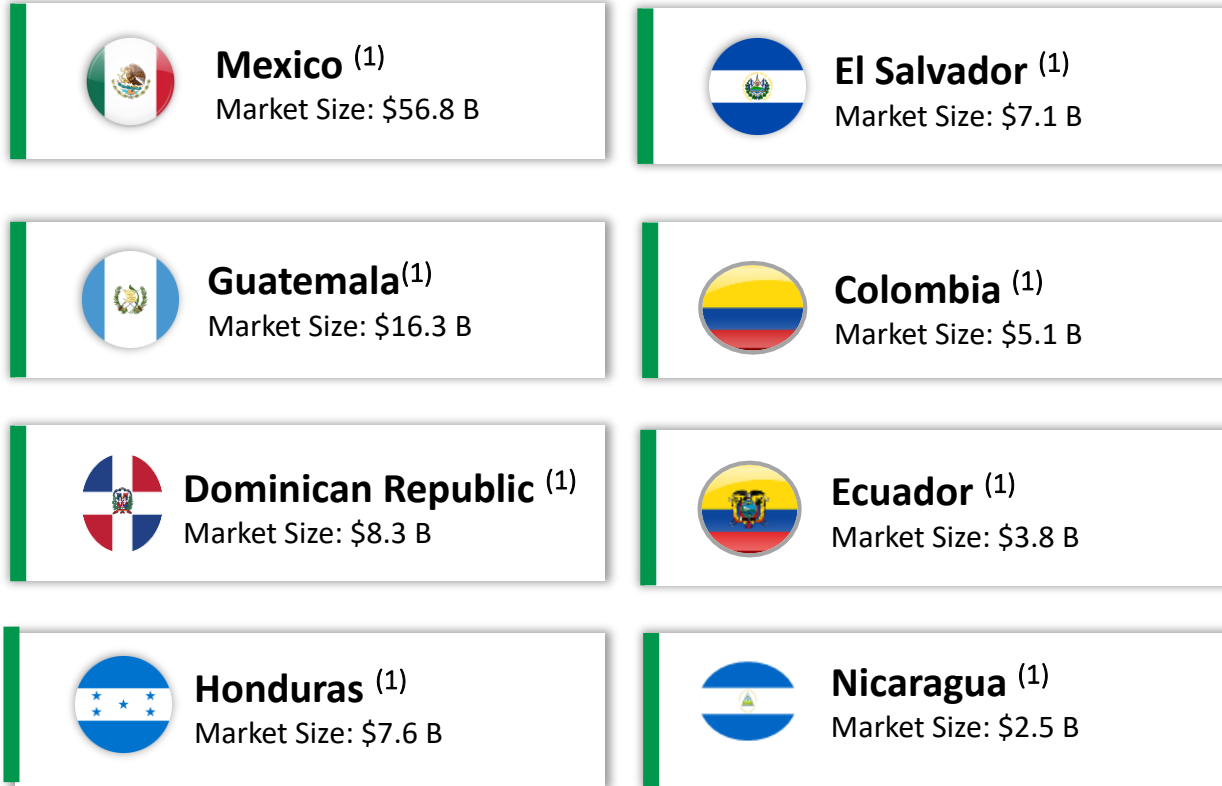 Mexico (1)
Market Size: $56.8 B
El Salvador (1)
Market Size: $7.1 B
Guatemala(1)
Market Size: $16.3 B
Colombia (1)
Market Size: $5.1 B
Dominican Republic (1)
Market Size: $8.3 B
Ecuador (1)
Market Size: $3.8 B
Honduras (1)
Market Size: $7.6 B
Nicaragua (1)
Market Size: $2.5 B